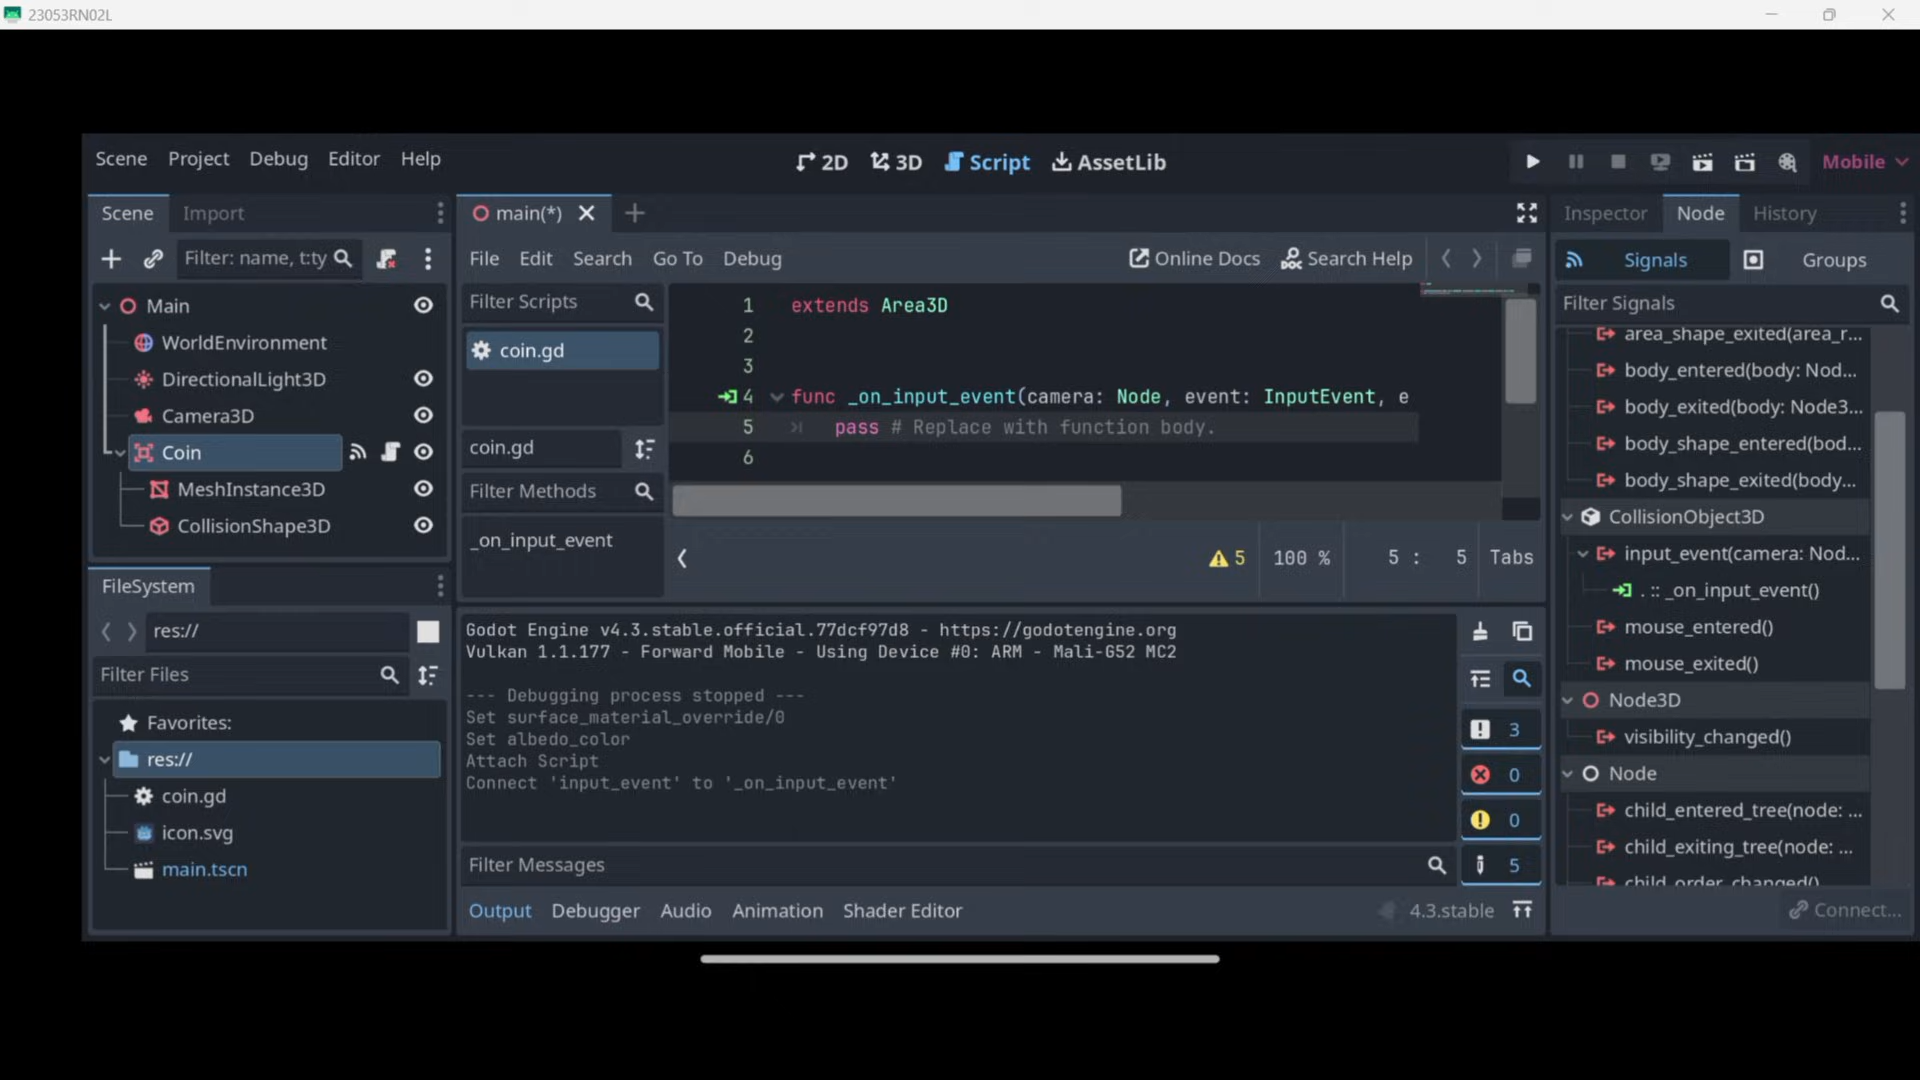 23053RN02L
Scene Project Debug Editor Help
2D 3D Script AssetLib
Mobile
Scene Import
main(*)
Inspector Node History
Filter: name, t:ty
File Edit Search Go To Debug
Online Docs Search Help
Signals Groups
Main
WorldEnvironment
DirectionalLight3D
Camera3D
Coin
MeshInstance3D
CollisionShape3D
Filter Scripts
coin.gd
coin.gd
Filter Methods
_on_input_event
1 extends Area3D
2
3
4 func _on_input_event(camera: Node, event: InputEvent, e
5 pass # Replace with function body.
6
5 100 % 5 : 5 Tabs
Filter Signals
area_shape_exited(area_r...
body_entered(body: Nod...
body_exited(body: Node3...
body_shape_entered(bod...
body_shape_exited(body...
CollisionObject3D
input_event(camera: Nod...
. :: _on_input_event()
mouse_entered()
mouse_exited()
Node3D
visibility_changed()
Node
child_entered_tree(node: ...
child_exiting_tree(node: ...
child_order_changed()
Connect...
FileSystem
res://
Filter Files
Favorites:
res://
coin.gd
icon.svg
main.tscn
Godot Engine v4.3.stable.official.77dcf97d8 - https://godotengine.org
Vulkan 1.1.177 - Forward Mobile - Using Device #0: ARM - Mali-G52 MC2
--- Debugging process stopped ---
Set surface_material_override/0
Set albedo_color
Attach Script
Connect 'input_event' to '_on_input_event'
3
0
0
5
Filter Messages
Output Debugger Audio Animation Shader Editor
4.3.stable